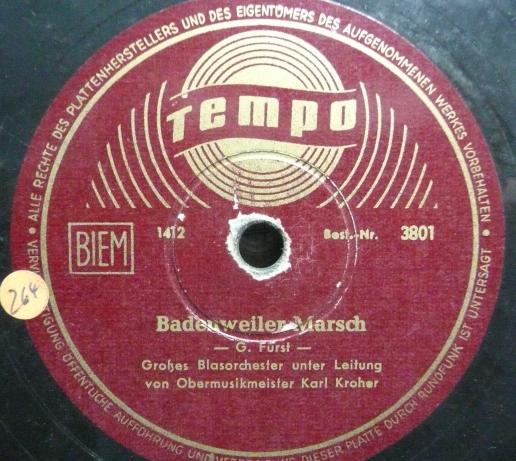 ALLE RECHTE DES PLATTENHERSTELLERS UND DES EIGENTÜMERS DES AUFGENOMMENEN WERKES VORBEHALTEN
Tempo
BIEM
1412
Best.-Nr. 3801
264
Badenweiler-Marsch
— G. Fürst —
Großes Blasorchester unter Leitung
von Obermusikmeister Karl Kroher
ÖFFENTLICHE AUFFÜHRUNG UND DIESER PLATTE DURCH RUNDFUNK IST UNTERSAGT